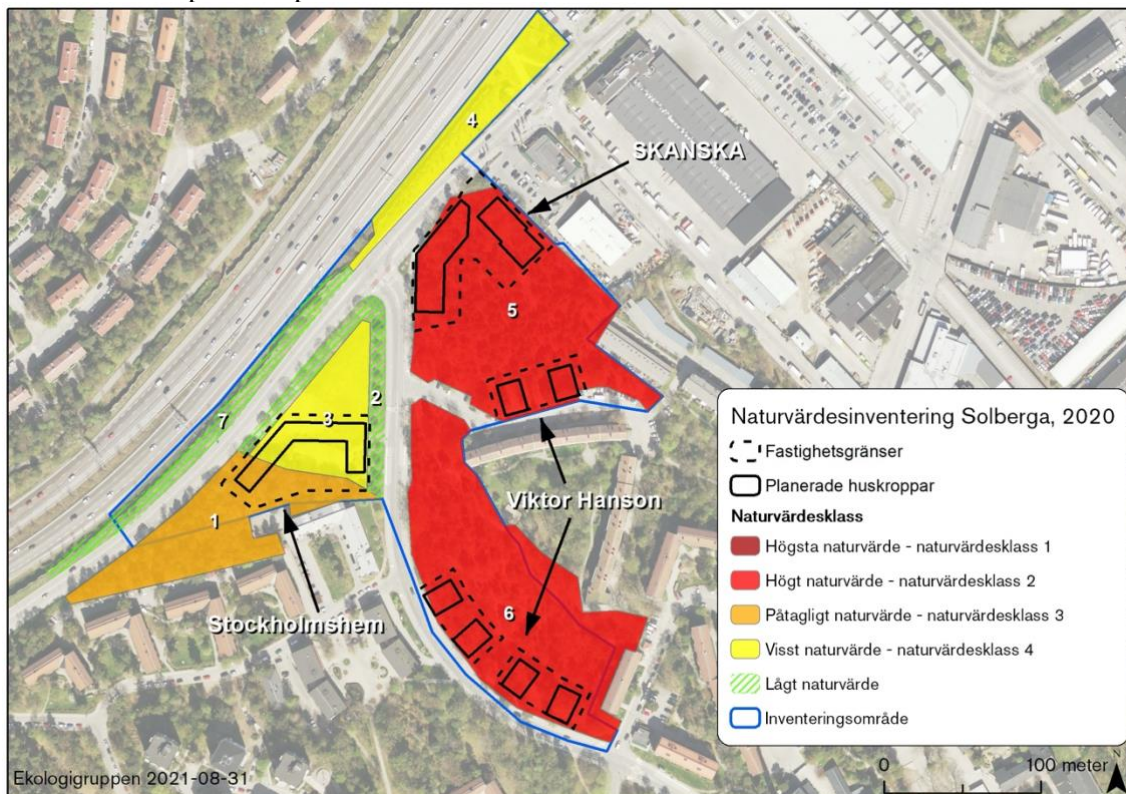 4
SKANSKA
5
2
3
7
Viktor Hanson
1
6
Stockholmshem
Naturvärdesinventering Solberga, 2020
Fastighetsgränser
Planerade huskroppar
Naturvärdesklass
Högsta naturvärde - naturvärdesklass 1
Högt naturvärde - naturvärdesklass 2
Påtagligt naturvärde - naturvärdesklass 3
Visst naturvärde - naturvärdesklass 4
Lågt naturvärde
Inventeringsområde
N
0 100 meter
Ekologigruppen 2021-08-31